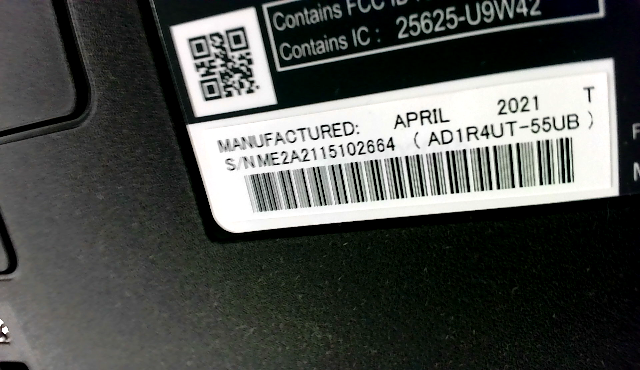 Contains FCC ID
Contains IC : 25625-U9W42
MANUFACTURED: APRIL 2021 T
S/N ME2A2115102664 ( AD1R4UT-55UB )